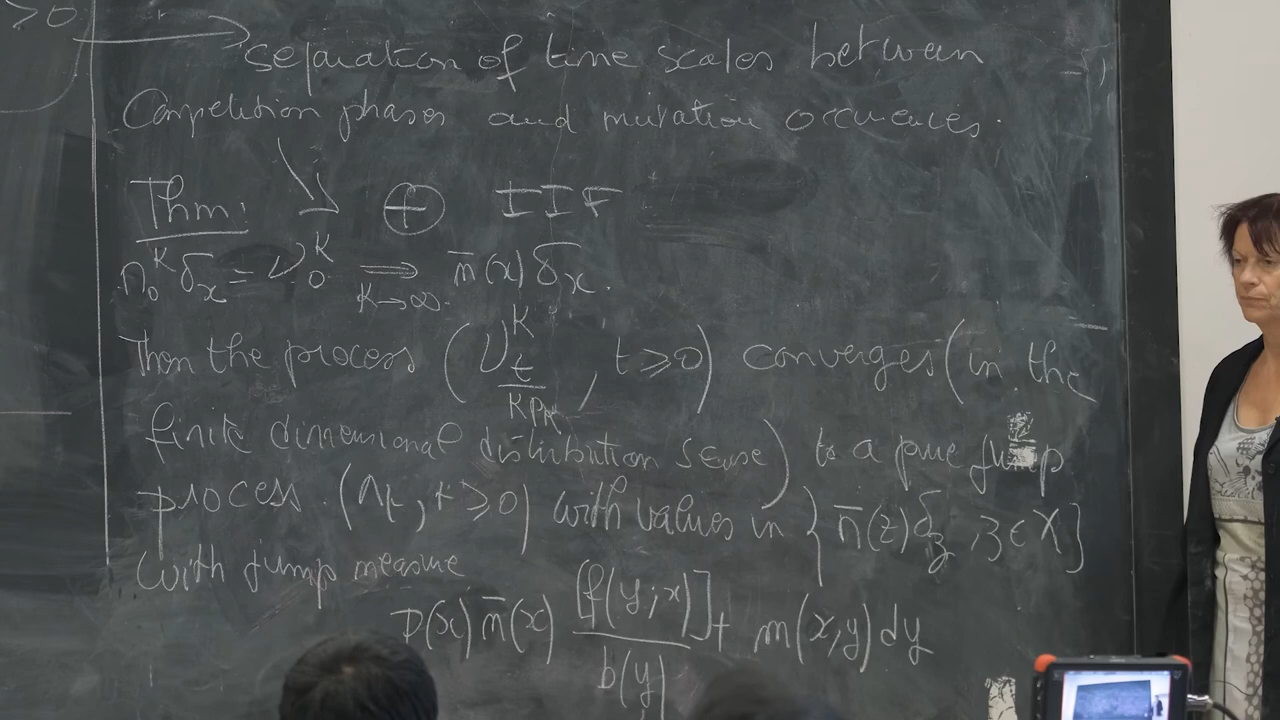 >0
separation of time scales between
Competition phases and mutation occurences.
Thm: ⊕ IIF
n₀ᴷ δₓ = ν₀ᴷ ⟹ n̄(x) δₓ.
K→∞.
Then the process (ν^K_{t/(Kp_K)}, t ≥ 0) converges (in the
finite dimensional distribution sense) to a pure jump
process (Λₜ, t ≥ 0) with values in {n̄(z)δ_z, z ∈ X}
with jump measure
p(x) n̄(x) [f(y;x)]₊ / b(y) m(x,y) dy